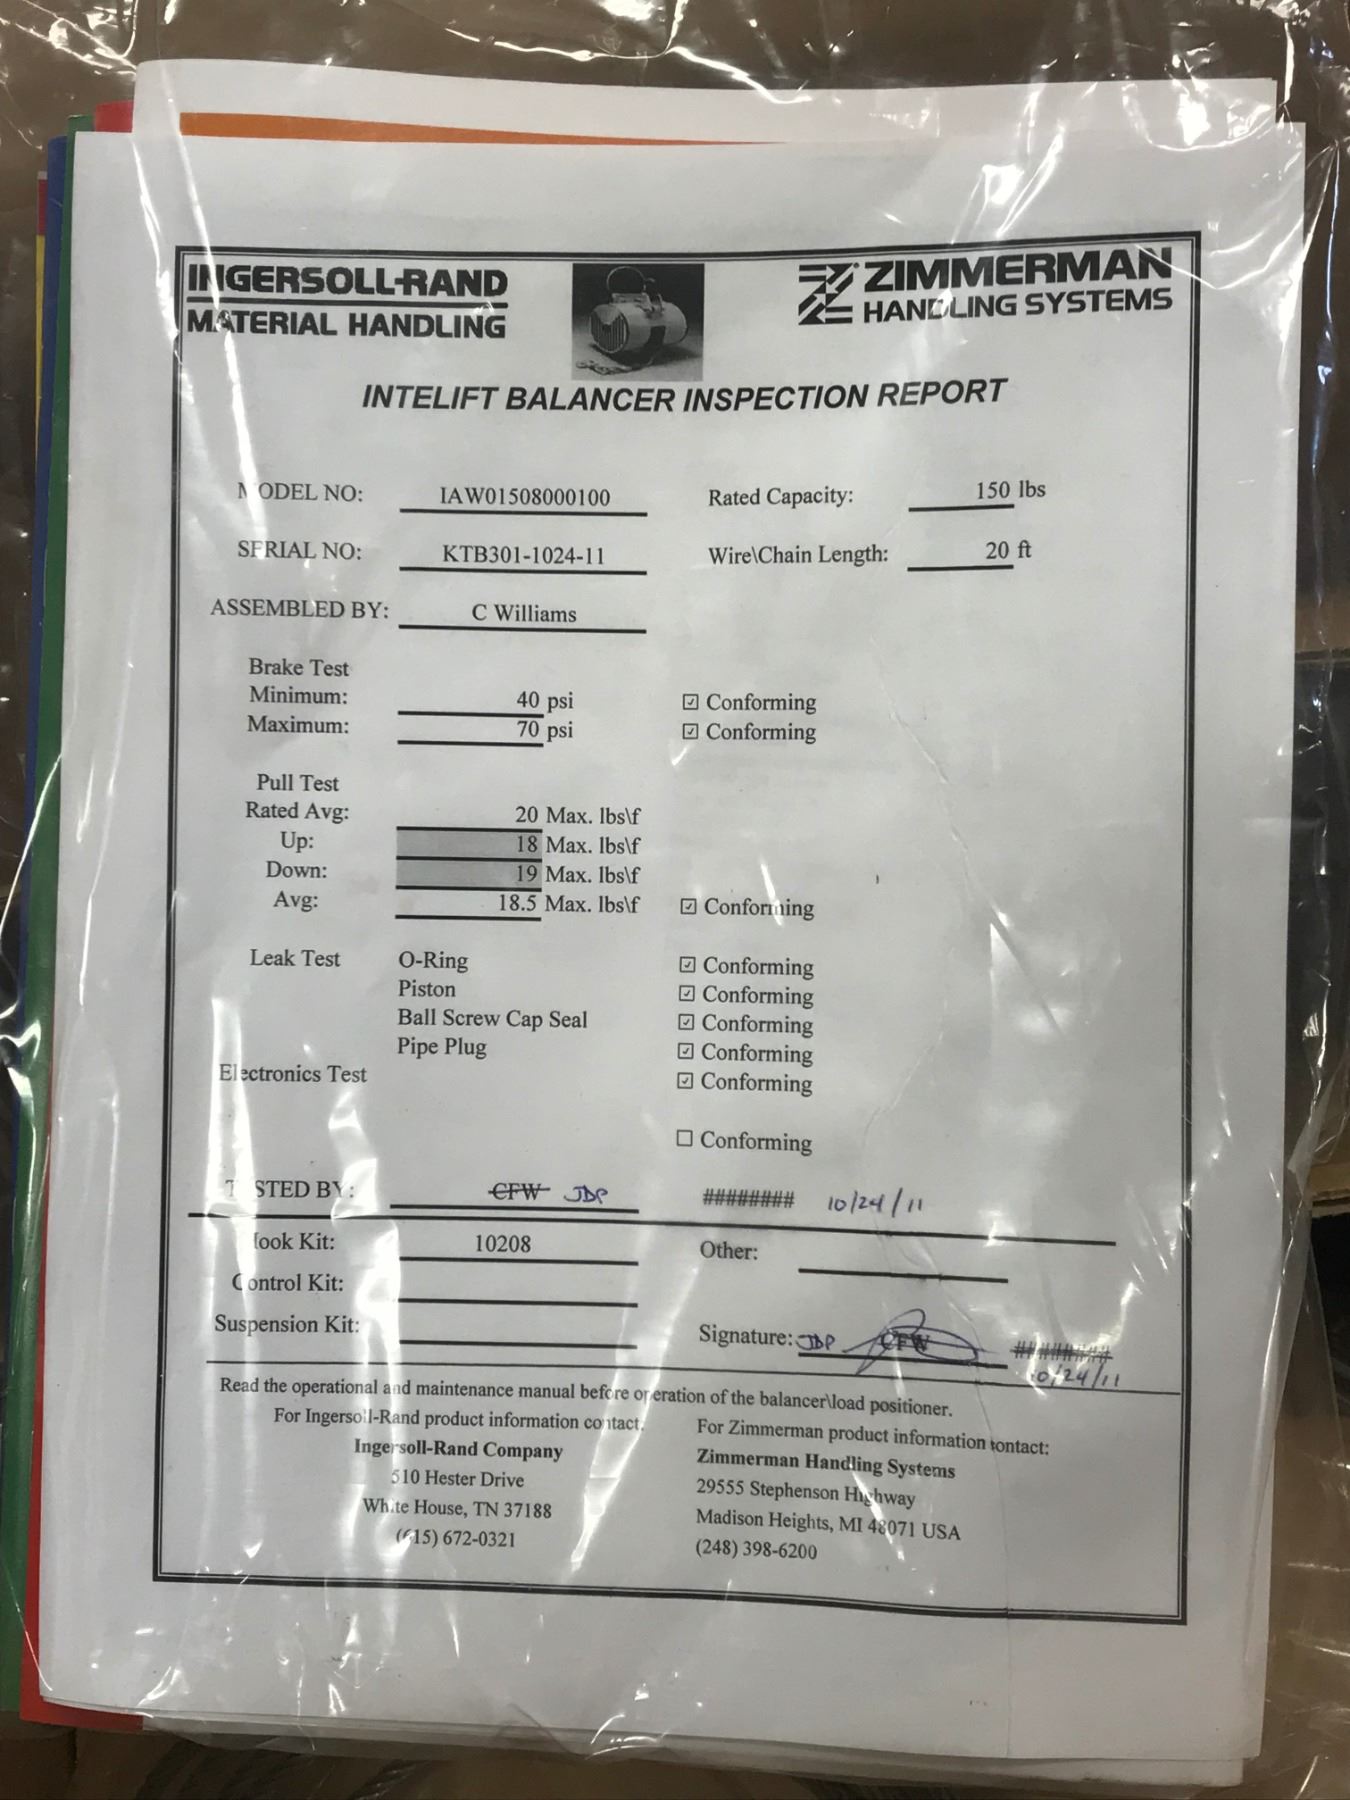 INGERSOLL-RAND
MATERIAL HANDLING
ZIMMERMAN
HANDLING SYSTEMS
INTELIFT BALANCER INSPECTION REPORT
MODEL NO: IAW01508000100 Rated Capacity: 150 lbs
SERIAL NO: KTB301-1024-11 Wire\Chain Length: 20 ft
ASSEMBLED BY: C Williams
Brake Test
Minimum: 40 psi ☑ Conforming
Maximum: 70 psi ☑ Conforming
Pull Test
Rated Avg: 20 Max. lbs\f
Up: 18 Max. lbs\f
Down: 19 Max. lbs\f
Avg: 18.5 Max. lbs\f ☑ Conforming
Leak Test O-Ring ☑ Conforming
Piston ☑ Conforming
Ball Screw Cap Seal ☑ Conforming
Pipe Plug ☑ Conforming
Electronics Test ☑ Conforming
☐ Conforming
TESTED BY: CFW JDP ######## 10/24/11
Hook Kit: 10208 Other:
Control Kit:
Suspension Kit:
Signature: JDP CFW ########
10/24/11
Read the operational and maintenance manual before operation of the balancer\load positioner.
For Ingersoll-Rand product information contact:
Ingersoll-Rand Company
510 Hester Drive
White House, TN 37188
(615) 672-0321
For Zimmerman product information contact:
Zimmerman Handling Systems
29555 Stephenson Highway
Madison Heights, MI 48071 USA
(248) 398-6200